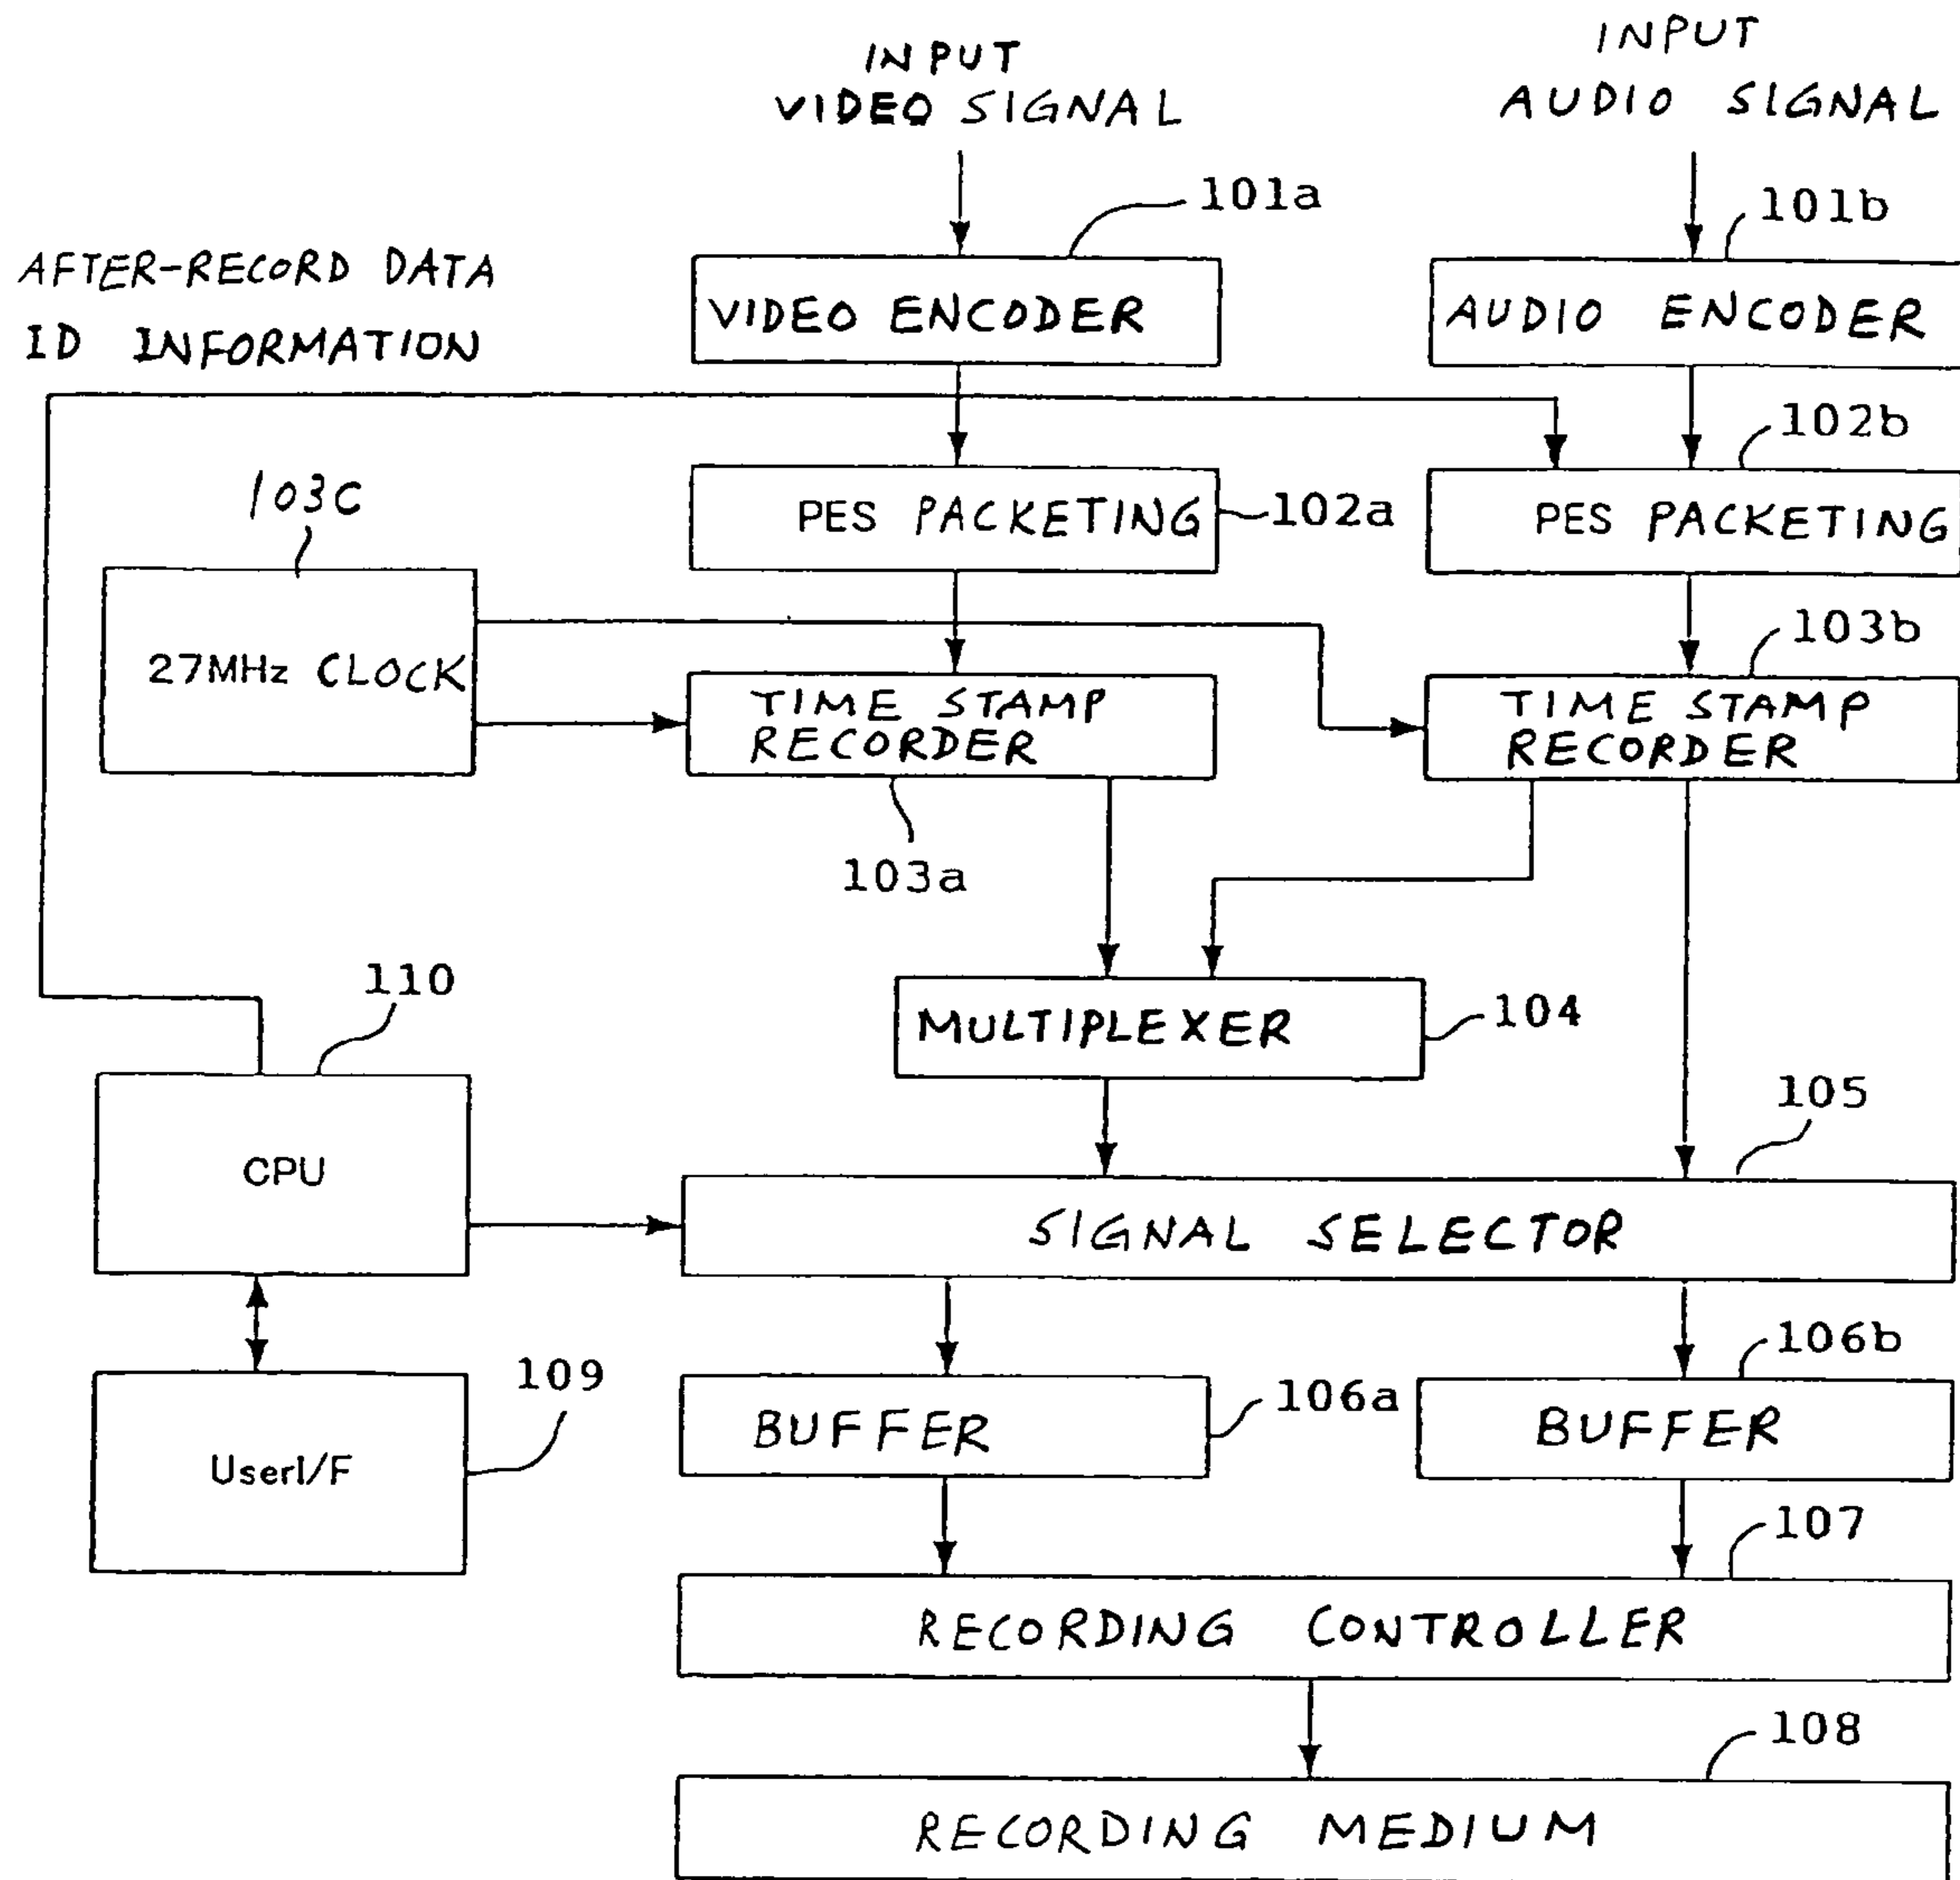 INPUT
VIDEO SIGNAL
INPUT
AUDIO SIGNAL
101a
101b
AFTER-RECORD DATA
ID INFORMATION
VIDEO ENCODER
AUDIO ENCODER
102b
103C
PES PACKETING
102a
PES PACKETING
103b
27MHz CLOCK
TIME STAMP
RECORDER
TIME STAMP
RECORDER
103a
110
MULTIPLEXER
104
105
CPU
SIGNAL SELECTOR
109
106b
BUFFER
106a
BUFFER
UserI/F
107
RECORDING CONTROLLER
108
RECORDING MEDIUM